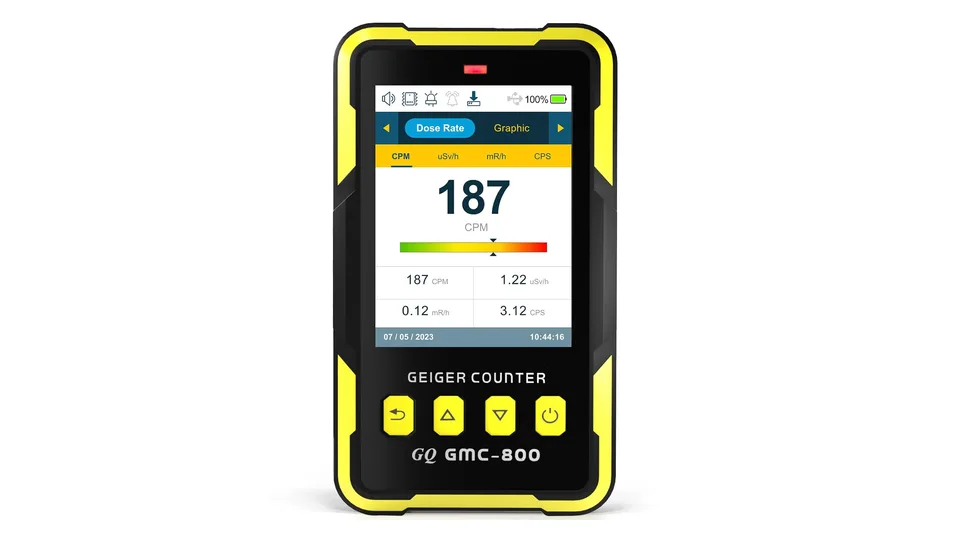 100%
Dose Rate Graphic
CPM uSv/h mR/h CPS
187
CPM
187 CPM 1.22 uSv/h
0.12 mR/h 3.12 CPS
07 / 05 / 2023 10:44:16
GEIGER COUNTER
GQ GMC-800